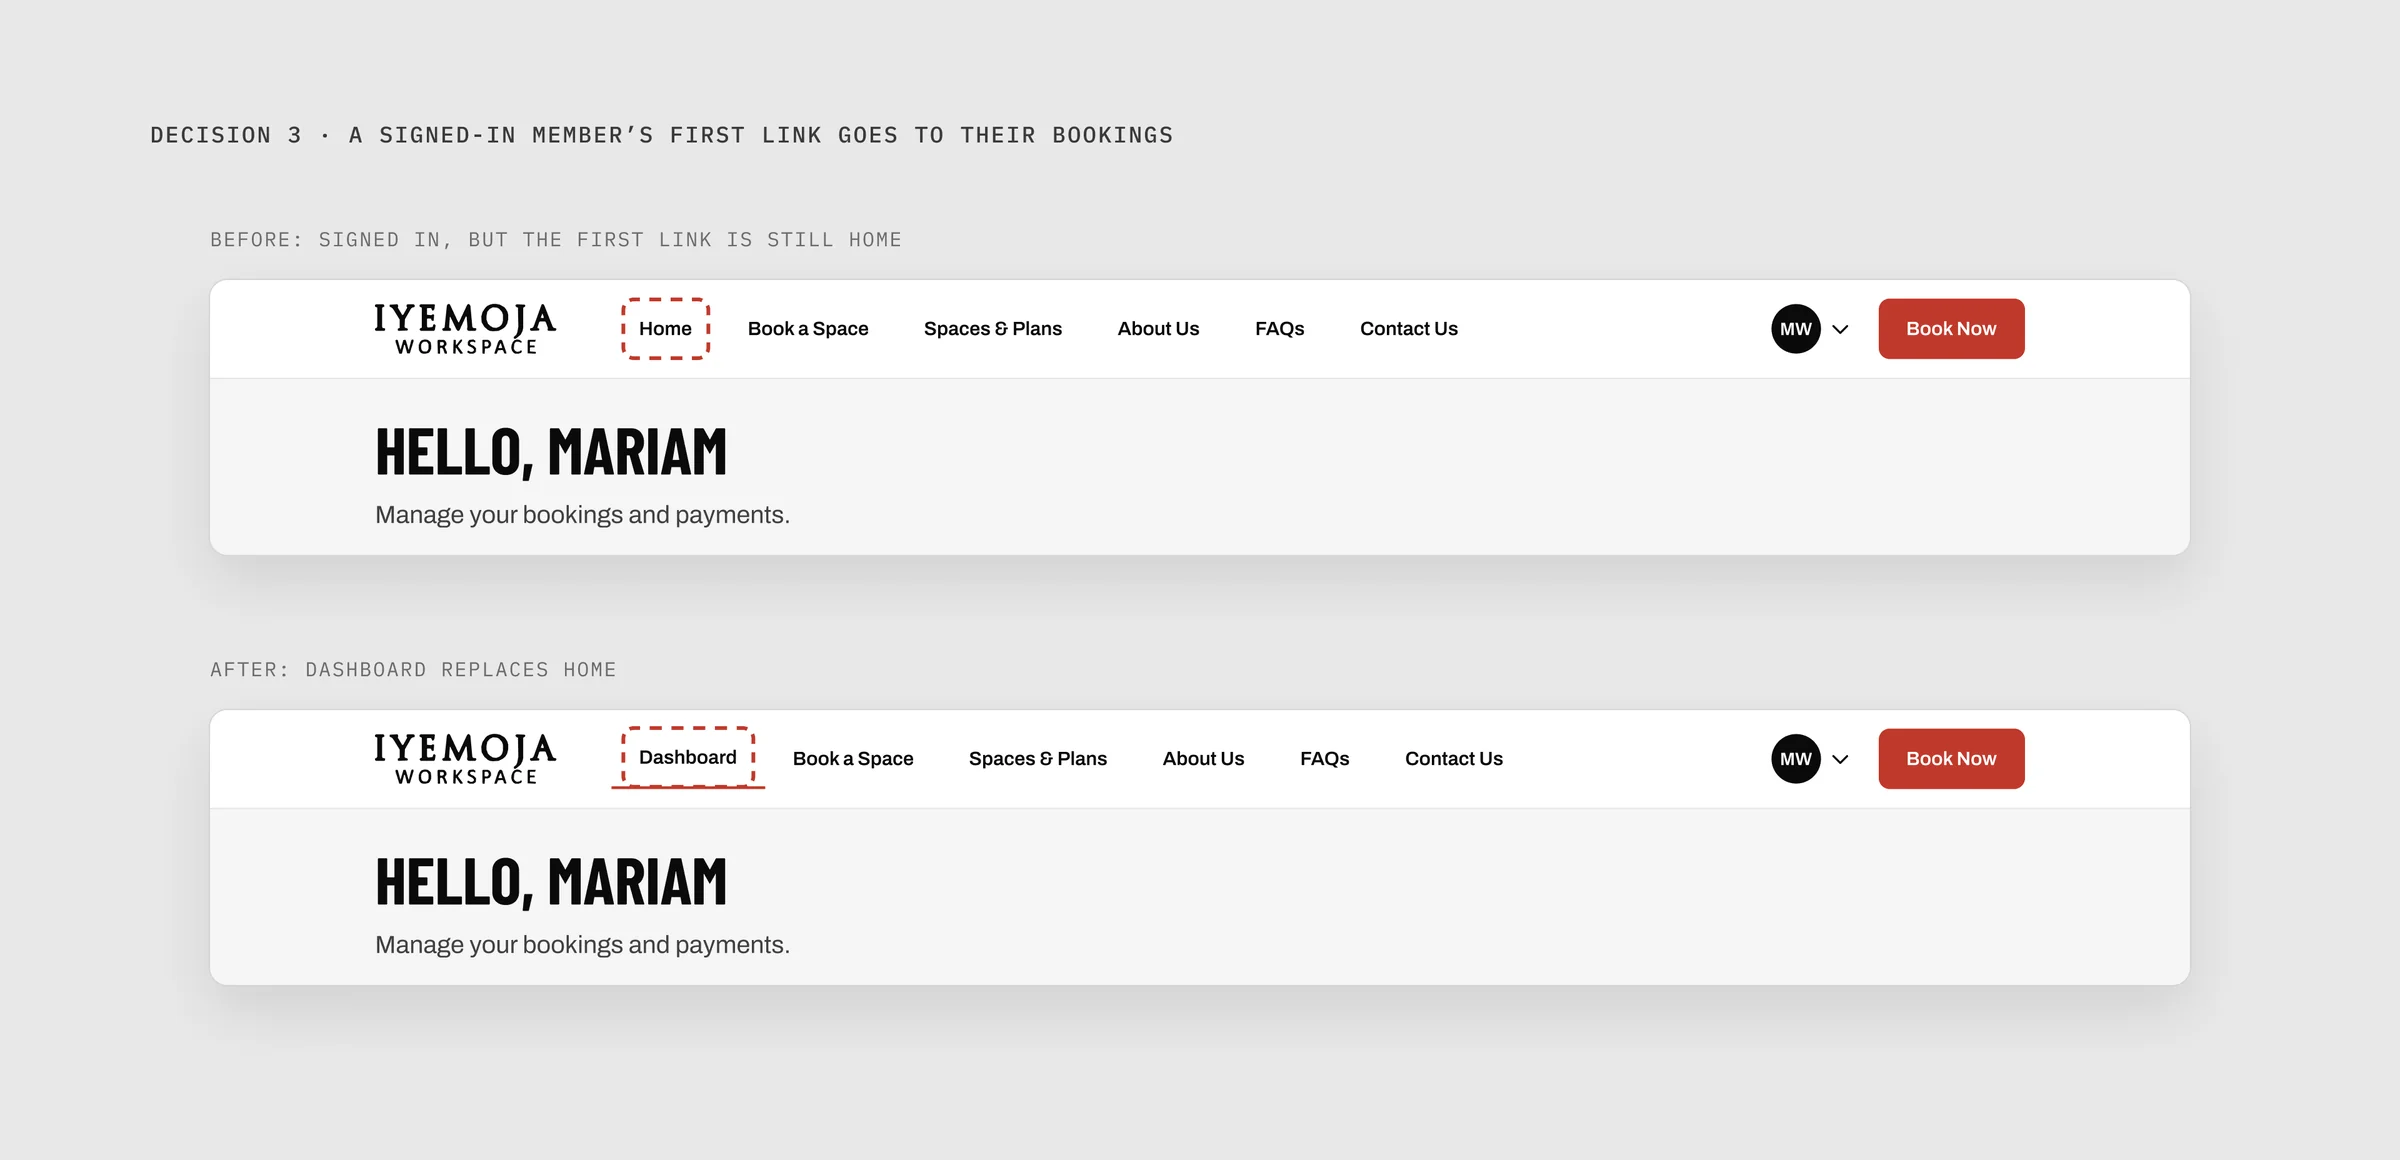 DECISION 3 · A SIGNED-IN MEMBER’S FIRST LINK GOES TO THEIR BOOKINGS
BEFORE: SIGNED IN, BUT THE FIRST LINK IS STILL HOME
IYEMOJA
WORKSPACE
Home Book a Space Spaces & Plans About Us FAQs Contact Us MW Book Now
HELLO, MARIAM
Manage your bookings and payments.
AFTER: DASHBOARD REPLACES HOME
IYEMOJA
WORKSPACE
Dashboard Book a Space Spaces & Plans About Us FAQs Contact Us MW Book Now
HELLO, MARIAM
Manage your bookings and payments.